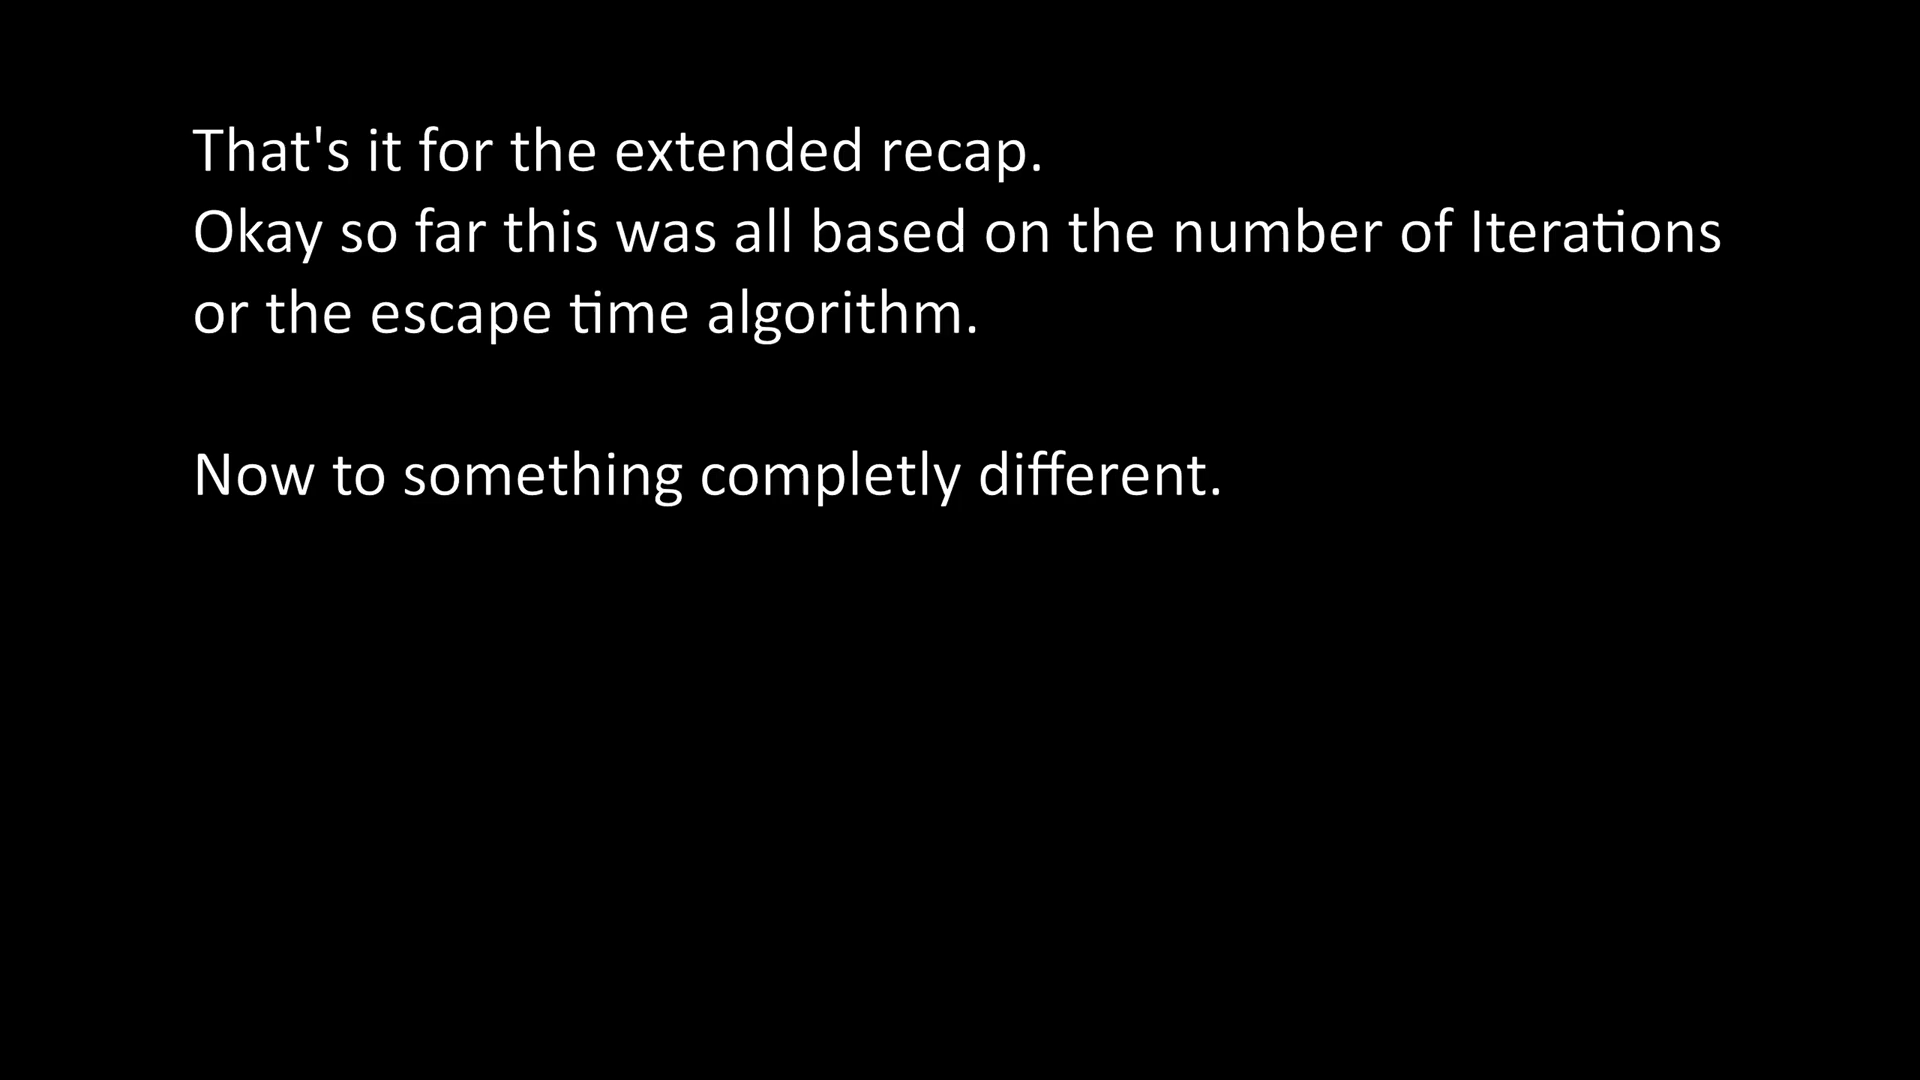 That's it for the extended recap.
Okay so far this was all based on the number of Iterations
or the escape time algorithm.
Now to something completly different.